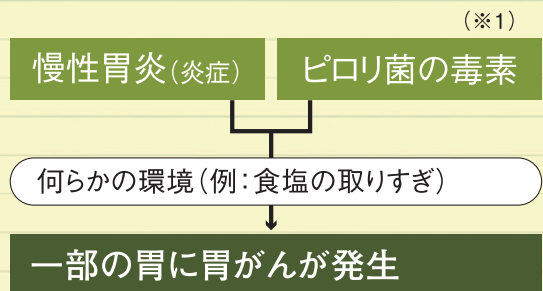 （※1）
慢性胃炎（炎症） ピロリ菌の毒素
何らかの環境（例：食塩の取りすぎ）
一部の胃に胃がんが発生